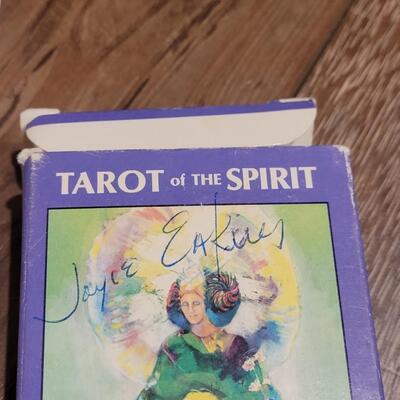 TAROT of THE SPIRIT
Joyce Eakins